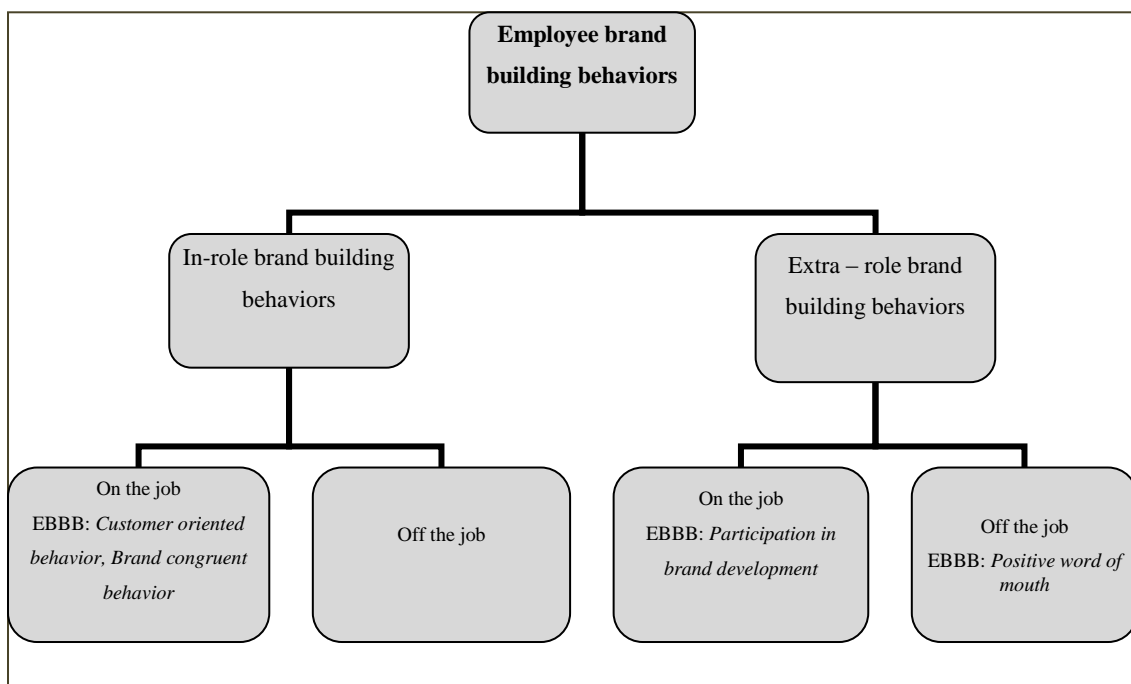 Employee brand
building behaviors
In-role brand building
behaviors
Extra – role brand
building behaviors
On the job
EBBB: Customer oriented
behavior, Brand congruent
behavior
Off the job
On the job
EBBB: Participation in
brand development
Off the job
EBBB: Positive word of
mouth